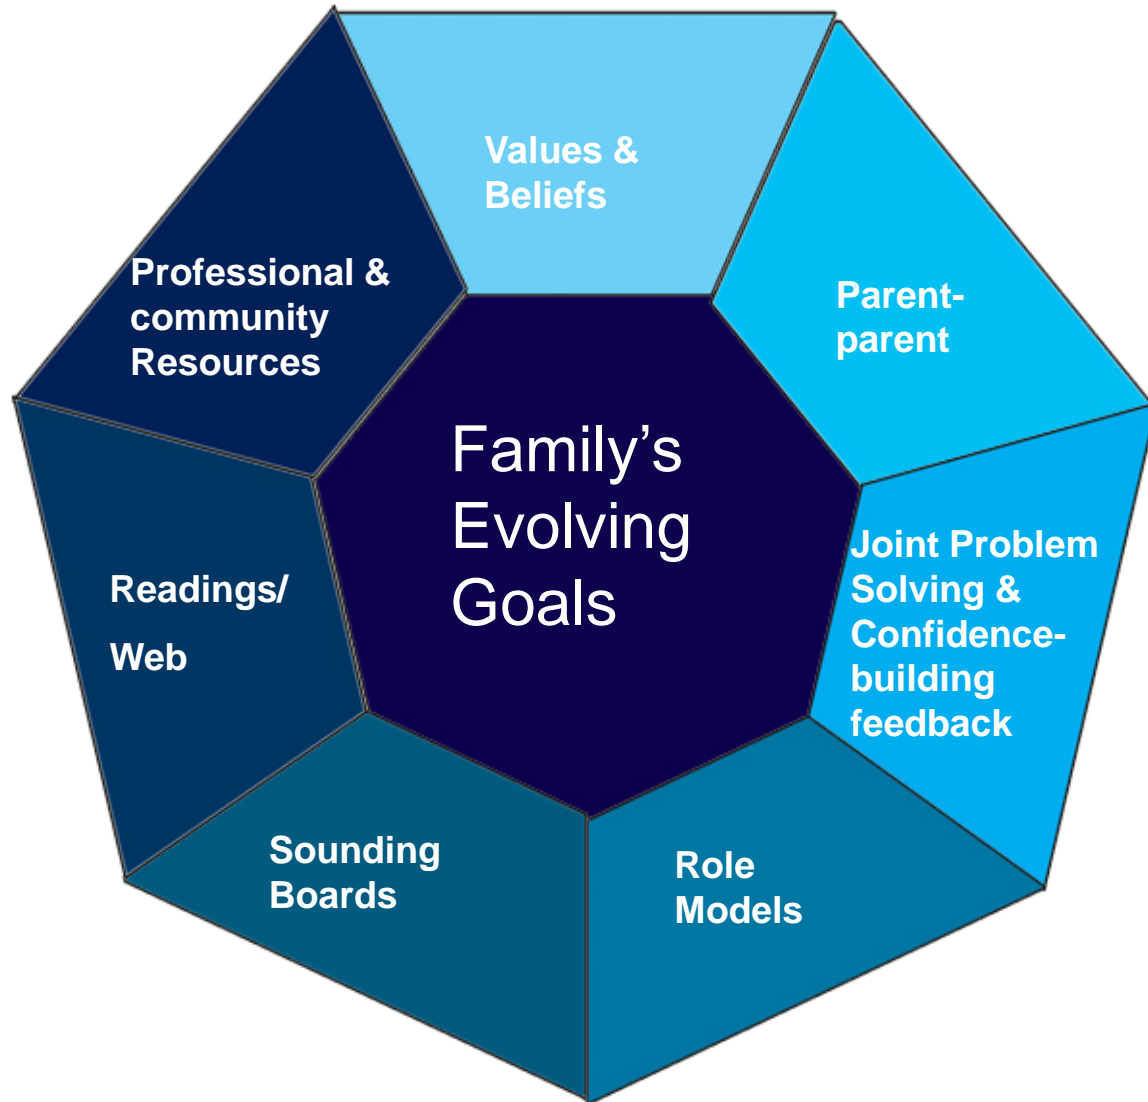 Values &
Beliefs
Parent-
parent
Joint Problem
Solving &
Confidence-
building
feedback
Role
Models
Sounding
Boards
Readings/
Web
Professional &
community
Resources
Family’s
Evolving
Goals